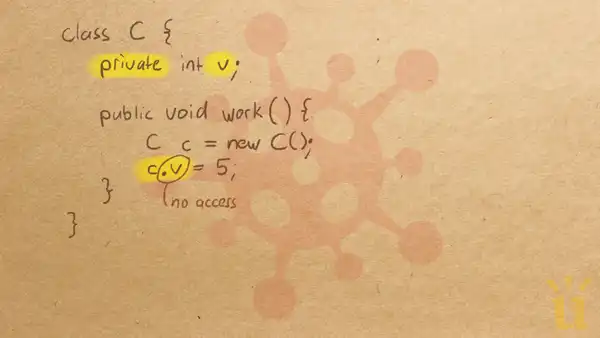 class C {
private int v;
public void work() {
C c = new C();
c.v = 5;
}
no access
}